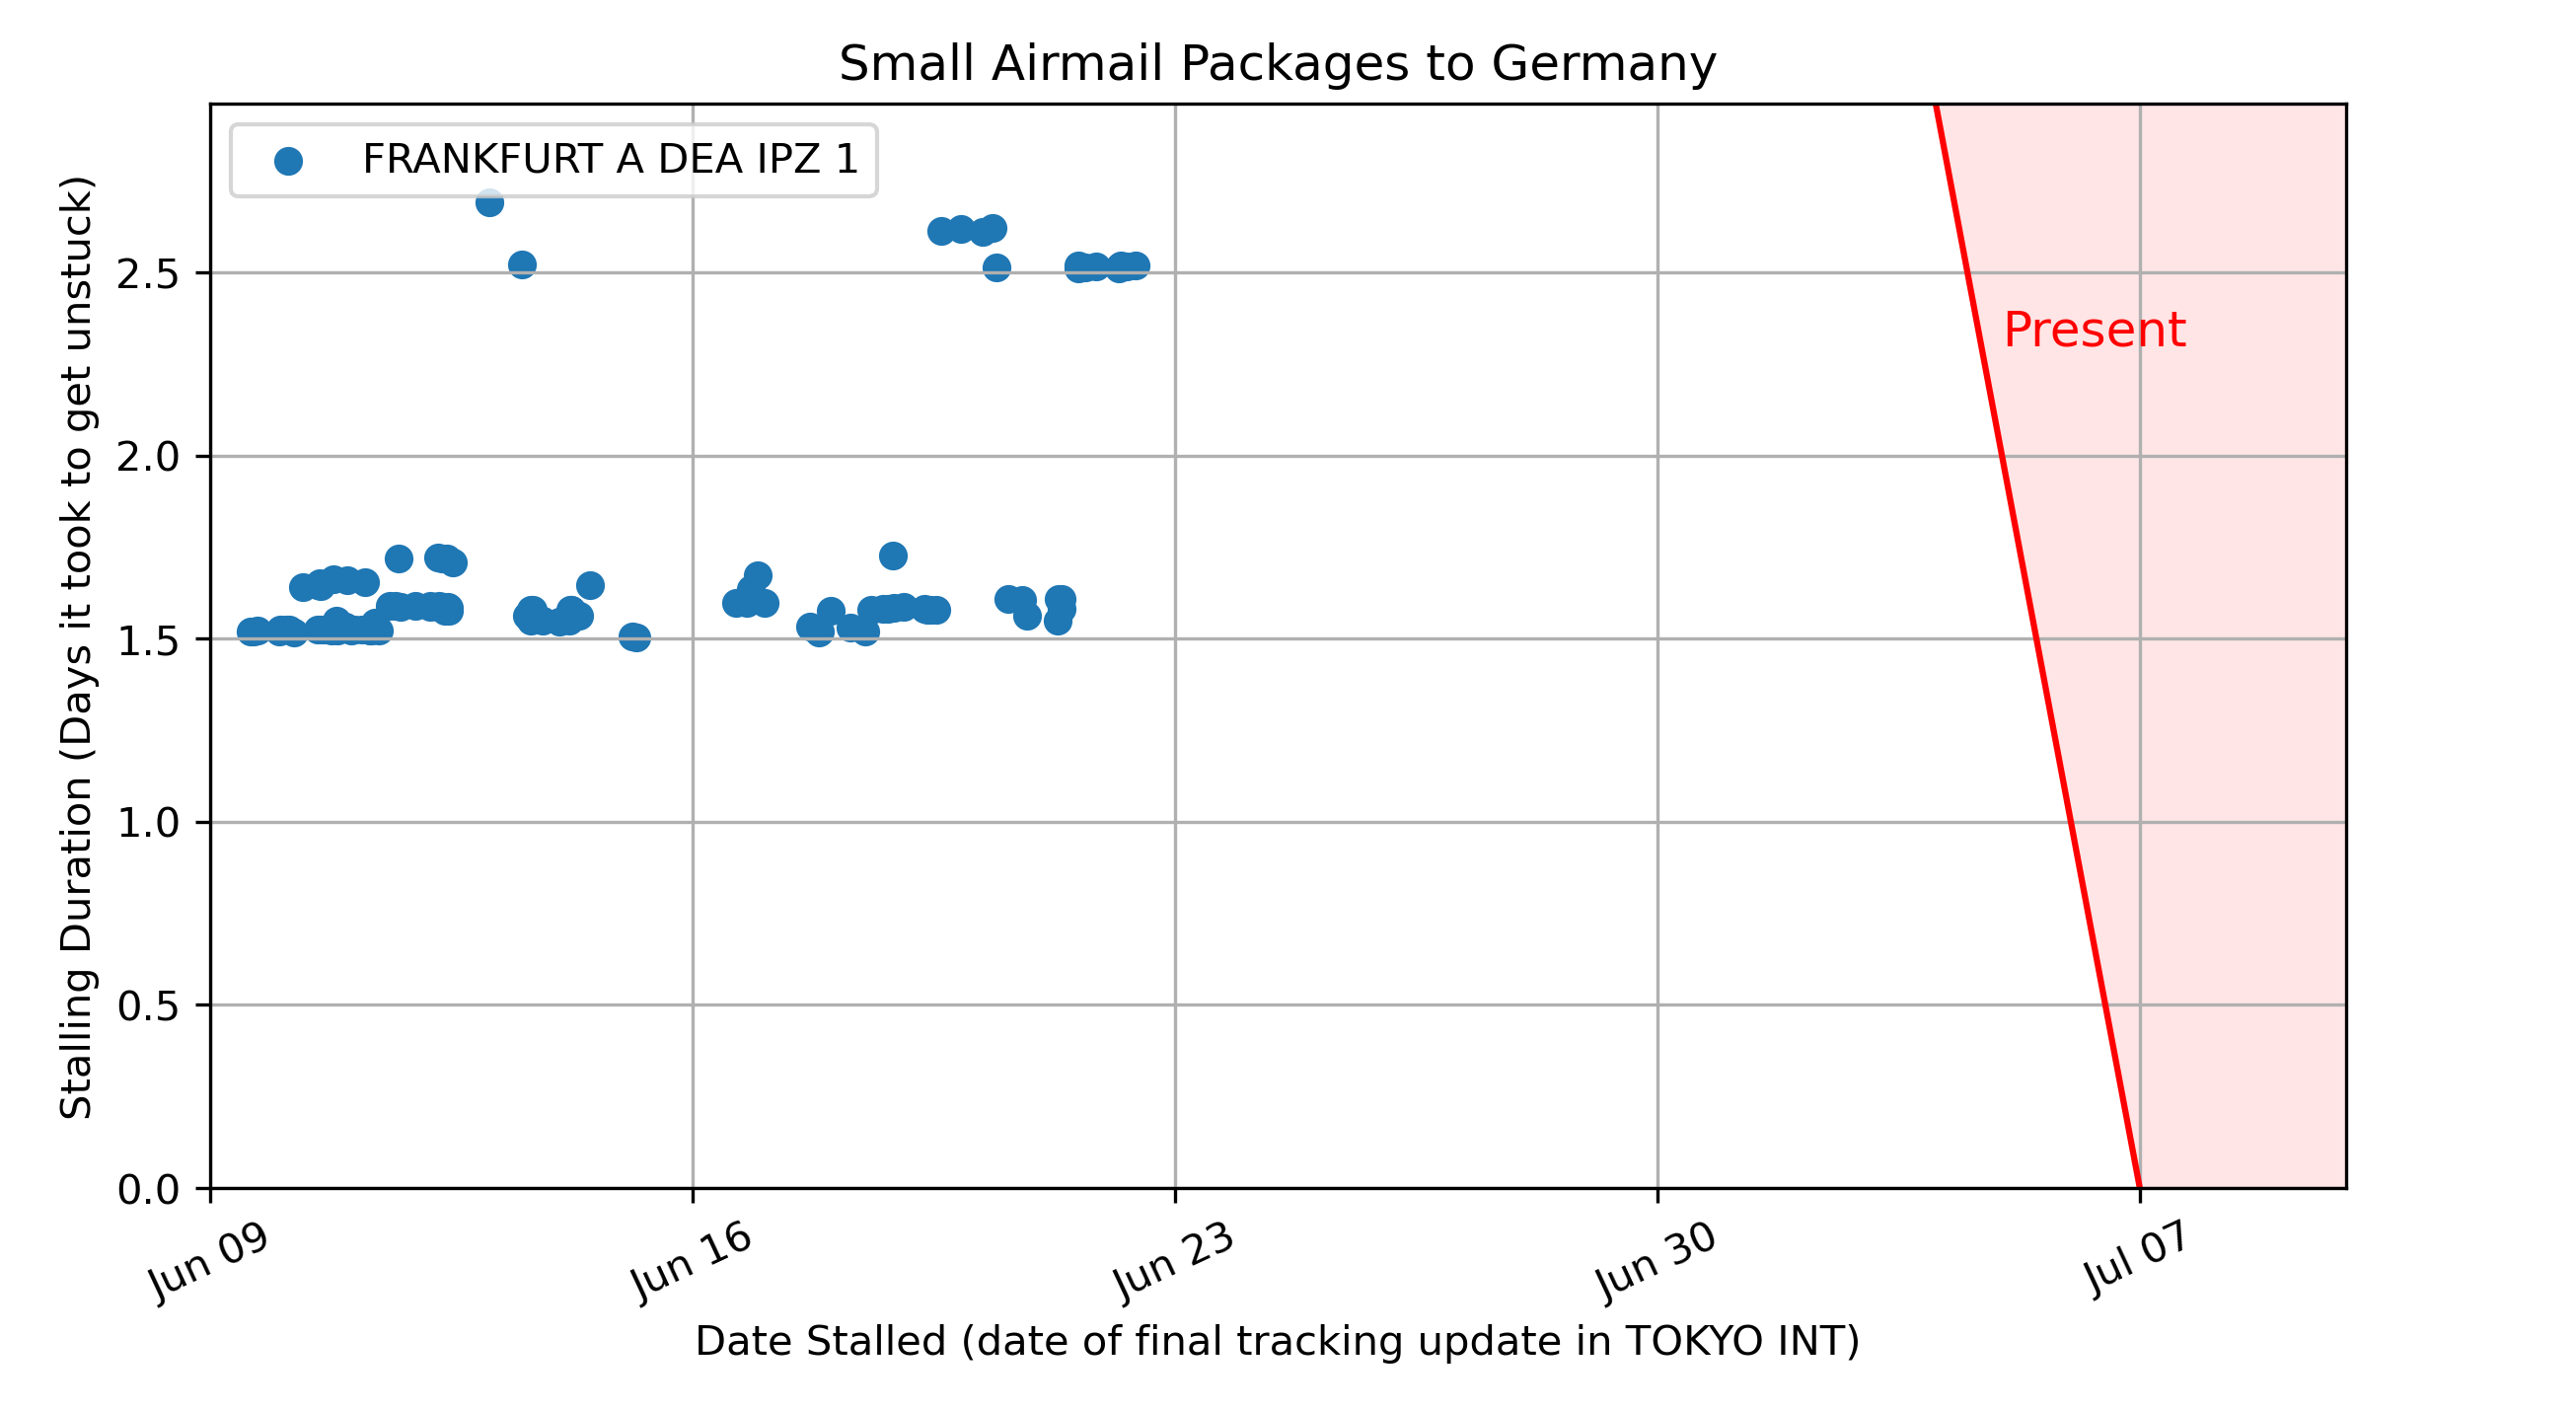 Small Airmail Packages to Germany
FRANKFURT A DEA IPZ 1
Present
Stalling Duration (Days it took to get unstuck)
2.5
2.0
1.5
1.0
0.5
0.0
Jun 09
Jun 16
Jun 23
Jun 30
Jul 07
Date Stalled (date of final tracking update in TOKYO INT)